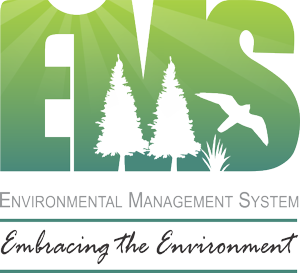 EMS
ENVIRONMENTAL MANAGEMENT SYSTEM
Embracing the Environment